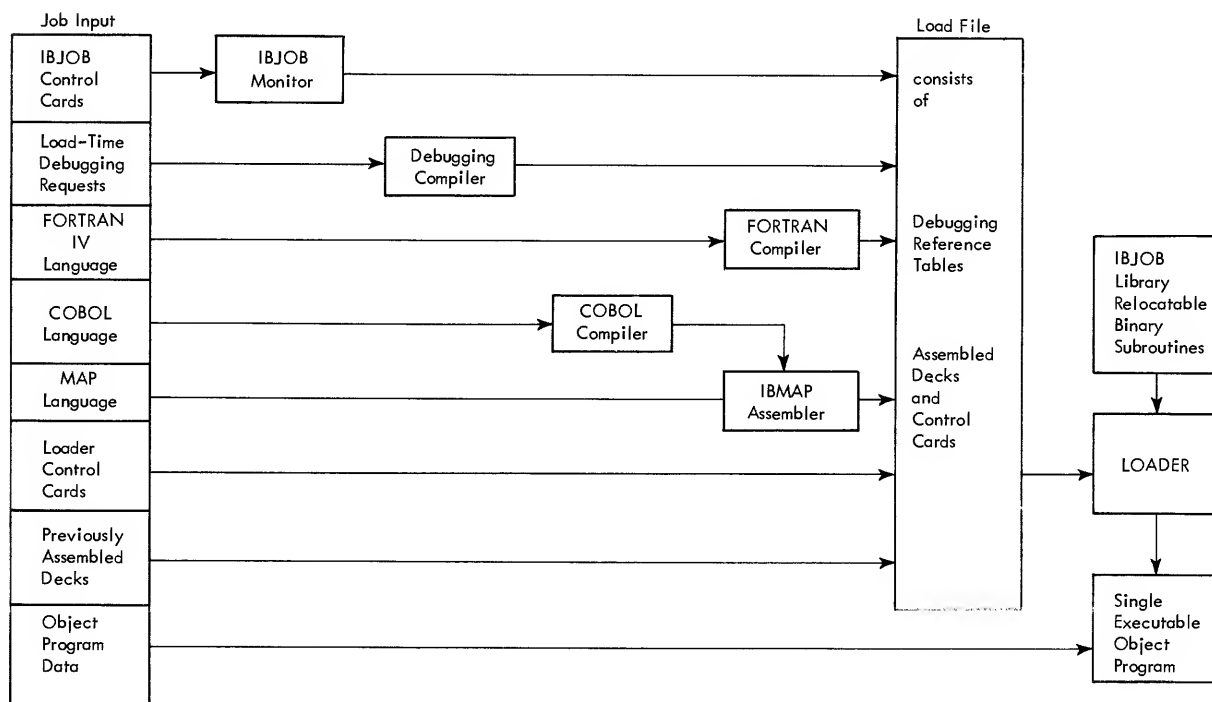 Job Input
IBJOB
Control
Cards
IBJOB
Monitor
Load-Time
Debugging
Requests
Debugging
Compiler
FORTRAN
IV
Language
FORTRAN
Compiler
COBOL
Language
COBOL
Compiler
MAP
Language
IBMAP
Assembler
Loader
Control
Cards
Previously
Assembled
Decks
Object
Program
Data
Load File
consists
of
Debugging
Reference
Tables
Assembled
Decks
and
Control
Cards
IBJOB
Library
Relocatable
Binary
Subroutines
LOADER
Single
Executable
Object
Program